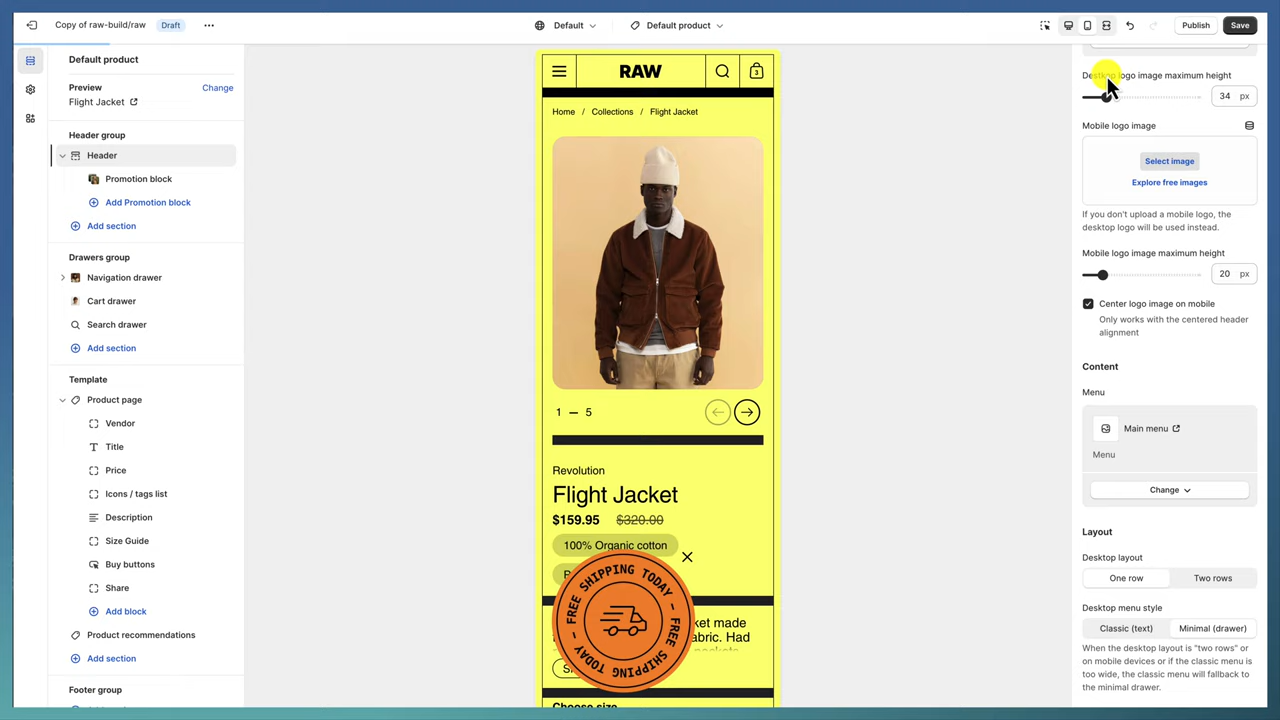 Copy of raw-build/raw
Draft
Default
Default product
Publish
Save
Default product
Preview
Change
Flight Jacket
Header group
Header
Promotion block
Add Promotion block
Add section
Drawers group
Navigation drawer
Cart drawer
Search drawer
Add section
Template
Product page
Vendor
Title
Price
Icons / tags list
Description
Size Guide
Buy buttons
Share
Add block
Product recommendations
Add section
Footer group
RAW
3
Home / Collections / Flight Jacket
1 — 5
Revolution
Flight Jacket
$159.95 $320.00
100% Organic cotton
FREE SHIPPING TODAY – FREE SHIPPING TODAY –
ket made
abric. Had
Choose size
Desktop logo image maximum height
34 px
Mobile logo image
Select image
Explore free images
If you don't upload a mobile logo, the
desktop logo will be used instead.
Mobile logo image maximum height
20 px
Center logo image on mobile
Only works with the centered header
alignment
Content
Menu
Main menu
Menu
Change
Layout
Desktop layout
One row
Two rows
Desktop menu style
Classic (text)
Minimal (drawer)
When the desktop layout is "two rows" or
on mobile devices or if the classic menu is
too wide, the classic menu will fallback to
the minimal drawer.